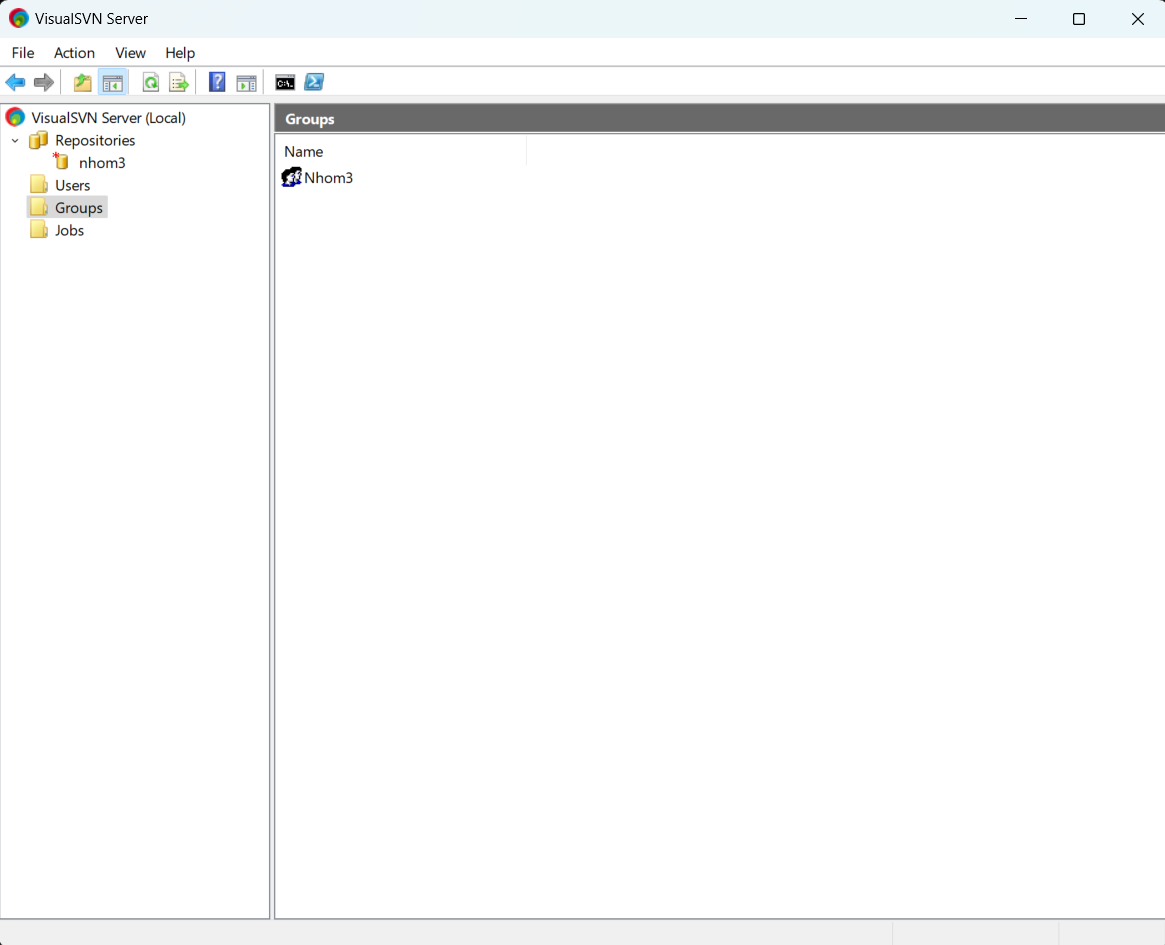 VisualSVN Server
File Action View Help
C:\.
VisualSVN Server (Local)
Repositories
nhom3
Users
Groups
Jobs
Groups
Name
Nhom3